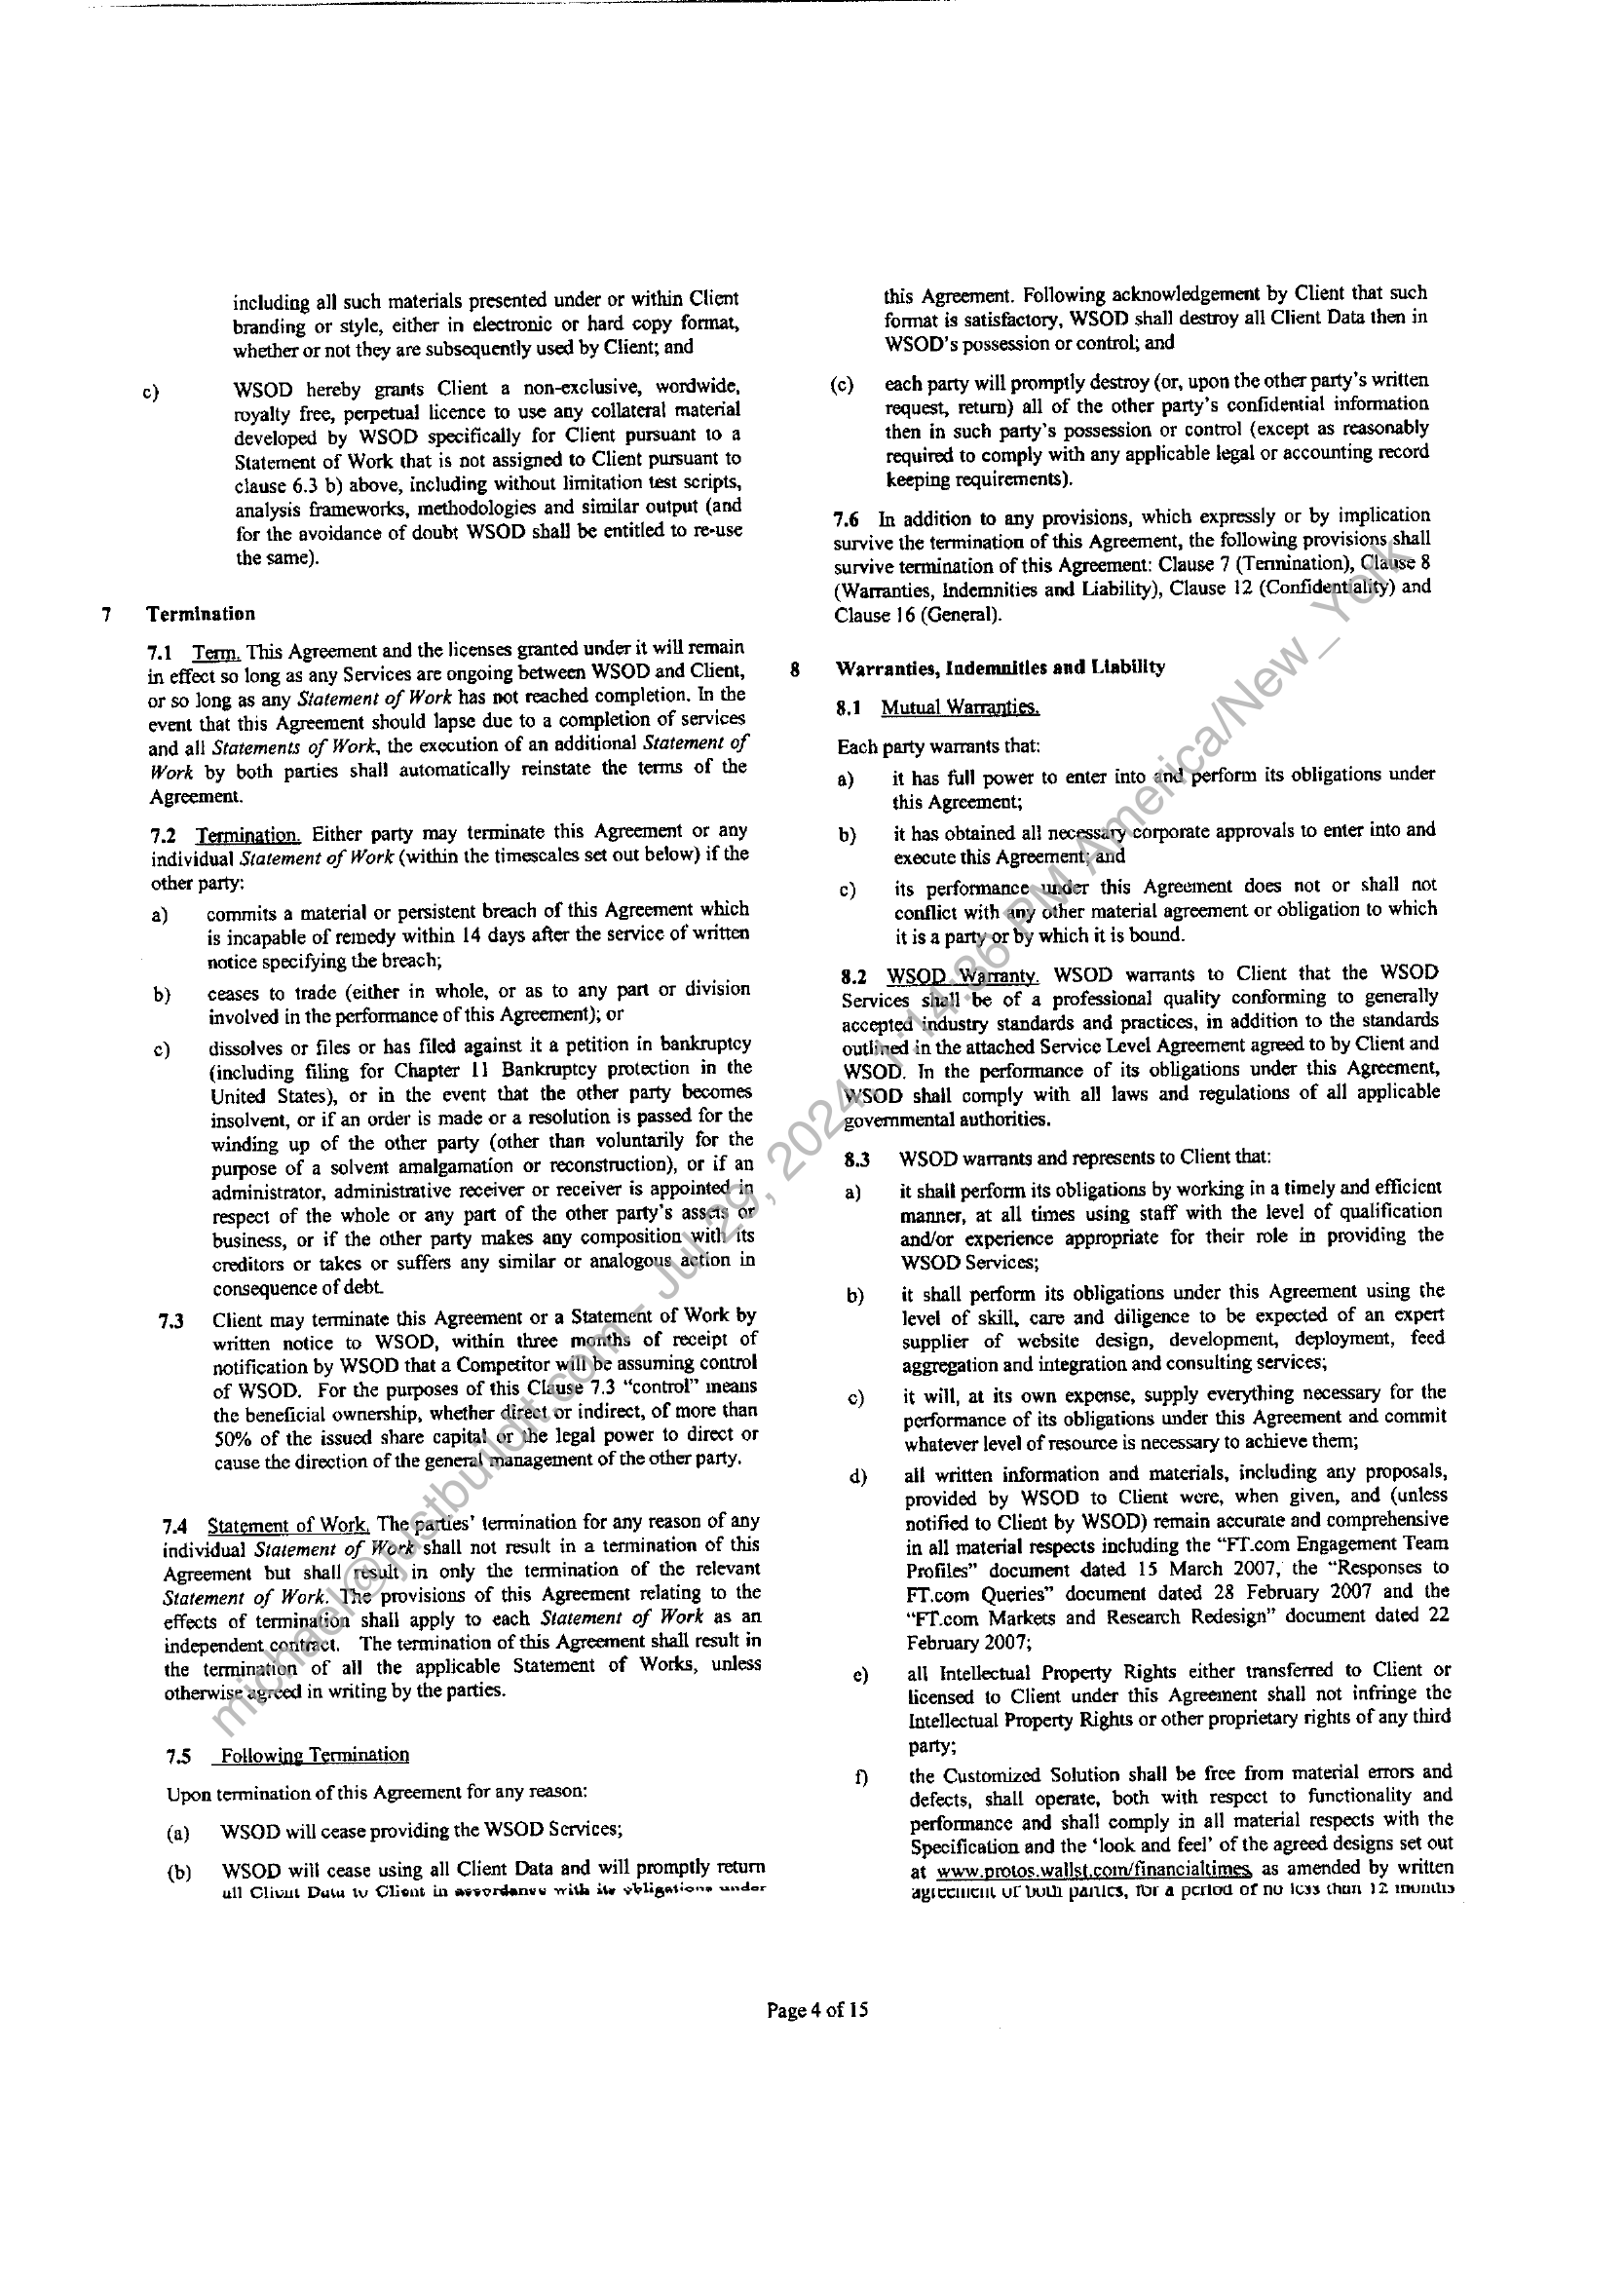 including all such materials presented under or within Client
branding or style, either in electronic or hard copy format,
whether or not they are subsequently used by Client; and
c) WSOD hereby grants Client a non-exclusive, wordwide,
royalty free, perpetual licence to use any collateral material
developed by WSOD specifically for Client pursuant to a
Statement of Work that is not assigned to Client pursuant to
clause 6.3 b) above, including without limitation test scripts,
analysis frameworks, methodologies and similar output (and
for the avoidance of doubt WSOD shall be entitled to re-use
the same).
7 Termination
7.1 Term. This Agreement and the licenses granted under it will remain
in effect so long as any Services are ongoing between WSOD and Client,
or so long as any Statement of Work has not reached completion. In the
event that this Agreement should lapse due to a completion of services
and all Statements of Work, the execution of an additional Statement of
Work by both parties shall automatically reinstate the terms of the
Agreement.
7.2 Termination. Either party may terminate this Agreement or any
individual Statement of Work (within the timescales set out below) if the
other party:
a) commits a material or persistent breach of this Agreement which
is incapable of remedy within 14 days after the service of written
notice specifying the breach;
b) ceases to trade (either in whole, or as to any part or division
involved in the performance of this Agreement); or
c) dissolves or files or has filed against it a petition in bankruptcy
(including filing for Chapter 11 Bankruptcy protection in the
United States), or in the event that the other party becomes
insolvent, or if an order is made or a resolution is passed for the
winding up of the other party (other than voluntarily for the
purpose of a solvent amalgamation or reconstruction), or if an
administrator, administrative receiver or receiver is appointed in
respect of the whole or any part of the other party's assets or
business, or if the other party makes any composition with its
creditors or takes or suffers any similar or analogous action in
consequence of debt.
7.3 Client may terminate this Agreement or a Statement of Work by
written notice to WSOD, within three months of receipt of
notification by WSOD that a Competitor will be assuming control
of WSOD. For the purposes of this Clause 7.3 "control" means
the beneficial ownership, whether direct or indirect, of more than
50% of the issued share capital or the legal power to direct or
cause the direction of the general management of the other party.
7.4 Statement of Work. The parties' termination for any reason of any
individual Statement of Work shall not result in a termination of this
Agreement but shall result in only the termination of the relevant
Statement of Work. The provisions of this Agreement relating to the
effects of termination shall apply to each Statement of Work as an
independent contract. The termination of this Agreement shall result in
the termination of all the applicable Statement of Works, unless
otherwise agreed in writing by the parties.
7.5 Following Termination
Upon termination of this Agreement for any reason:
(a) WSOD will cease providing the WSOD Services;
(b) WSOD will cease using all Client Data and will promptly return
all Client Data to Client in accordance with its obligations under
this Agreement. Following acknowledgement by Client that such
format is satisfactory, WSOD shall destroy all Client Data then in
WSOD's possession or control; and
(c) each party will promptly destroy (or, upon the other party's written
request, return) all of the other party's confidential information
then in such party's possession or control (except as reasonably
required to comply with any applicable legal or accounting record
keeping requirements).
7.6 In addition to any provisions, which expressly or by implication
survive the termination of this Agreement, the following provisions shall
survive termination of this Agreement: Clause 7 (Termination), Clause 8
(Warranties, Indemnities and Liability), Clause 12 (Confidentiality) and
Clause 16 (General).
8 Warranties, Indemnities and Liability
8.1 Mutual Warranties.
Each party warrants that:
a) it has full power to enter into and perform its obligations under
this Agreement;
b) it has obtained all necessary corporate approvals to enter into and
execute this Agreement; and
c) its performance under this Agreement does not or shall not
conflict with any other material agreement or obligation to which
it is a party or by which it is bound.
8.2 WSOD Warranty. WSOD warrants to Client that the WSOD
Services shall be of a professional quality conforming to generally
accepted industry standards and practices, in addition to the standards
outlined in the attached Service Level Agreement agreed to by Client and
WSOD. In the performance of its obligations under this Agreement,
WSOD shall comply with all laws and regulations of all applicable
governmental authorities.
8.3 WSOD warrants and represents to Client that:
a) it shall perform its obligations by working in a timely and efficient
manner, at all times using staff with the level of qualification
and/or experience appropriate for their role in providing the
WSOD Services;
b) it shall perform its obligations under this Agreement using the
level of skill, care and diligence to be expected of an expert
supplier of website design, development, deployment, feed
aggregation and integration and consulting services;
c) it will, at its own expense, supply everything necessary for the
performance of its obligations under this Agreement and commit
whatever level of resource is necessary to achieve them;
d) all written information and materials, including any proposals,
provided by WSOD to Client were, when given, and (unless
notified to Client by WSOD) remain accurate and comprehensive
in all material respects including the "FT.com Engagement Team
Profiles" document dated 15 March 2007, the "Responses to
FT.com Queries" document dated 28 February 2007 and the
"FT.com Markets and Research Redesign" document dated 22
February 2007;
e) all Intellectual Property Rights either transferred to Client or
licensed to Client under this Agreement shall not infringe the
Intellectual Property Rights or other proprietary rights of any third
party;
f) the Customized Solution shall be free from material errors and
defects, shall operate, both with respect to functionality and
performance and shall comply in all material respects with the
Specification and the 'look and feel' of the agreed designs set out
at www.protos.wallst.com/financialtimes, as amended by written
agreement of both parties, for a period of no less than 12 months
Page 4 of 15
michael@justbuildit.com - Jul 29, 2024, 1:14:36 PM America/New_York